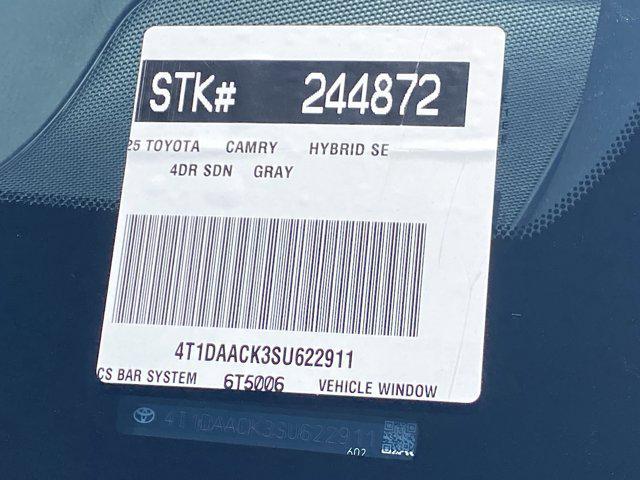 STK# 244872
25 TOYOTA CAMRY HYBRID SE
4DR SDN GRAY
4T1DAACK3SU622911
CS BAR SYSTEM 6T5006 VEHICLE WINDOW
4T1DAACK3SU622911
602